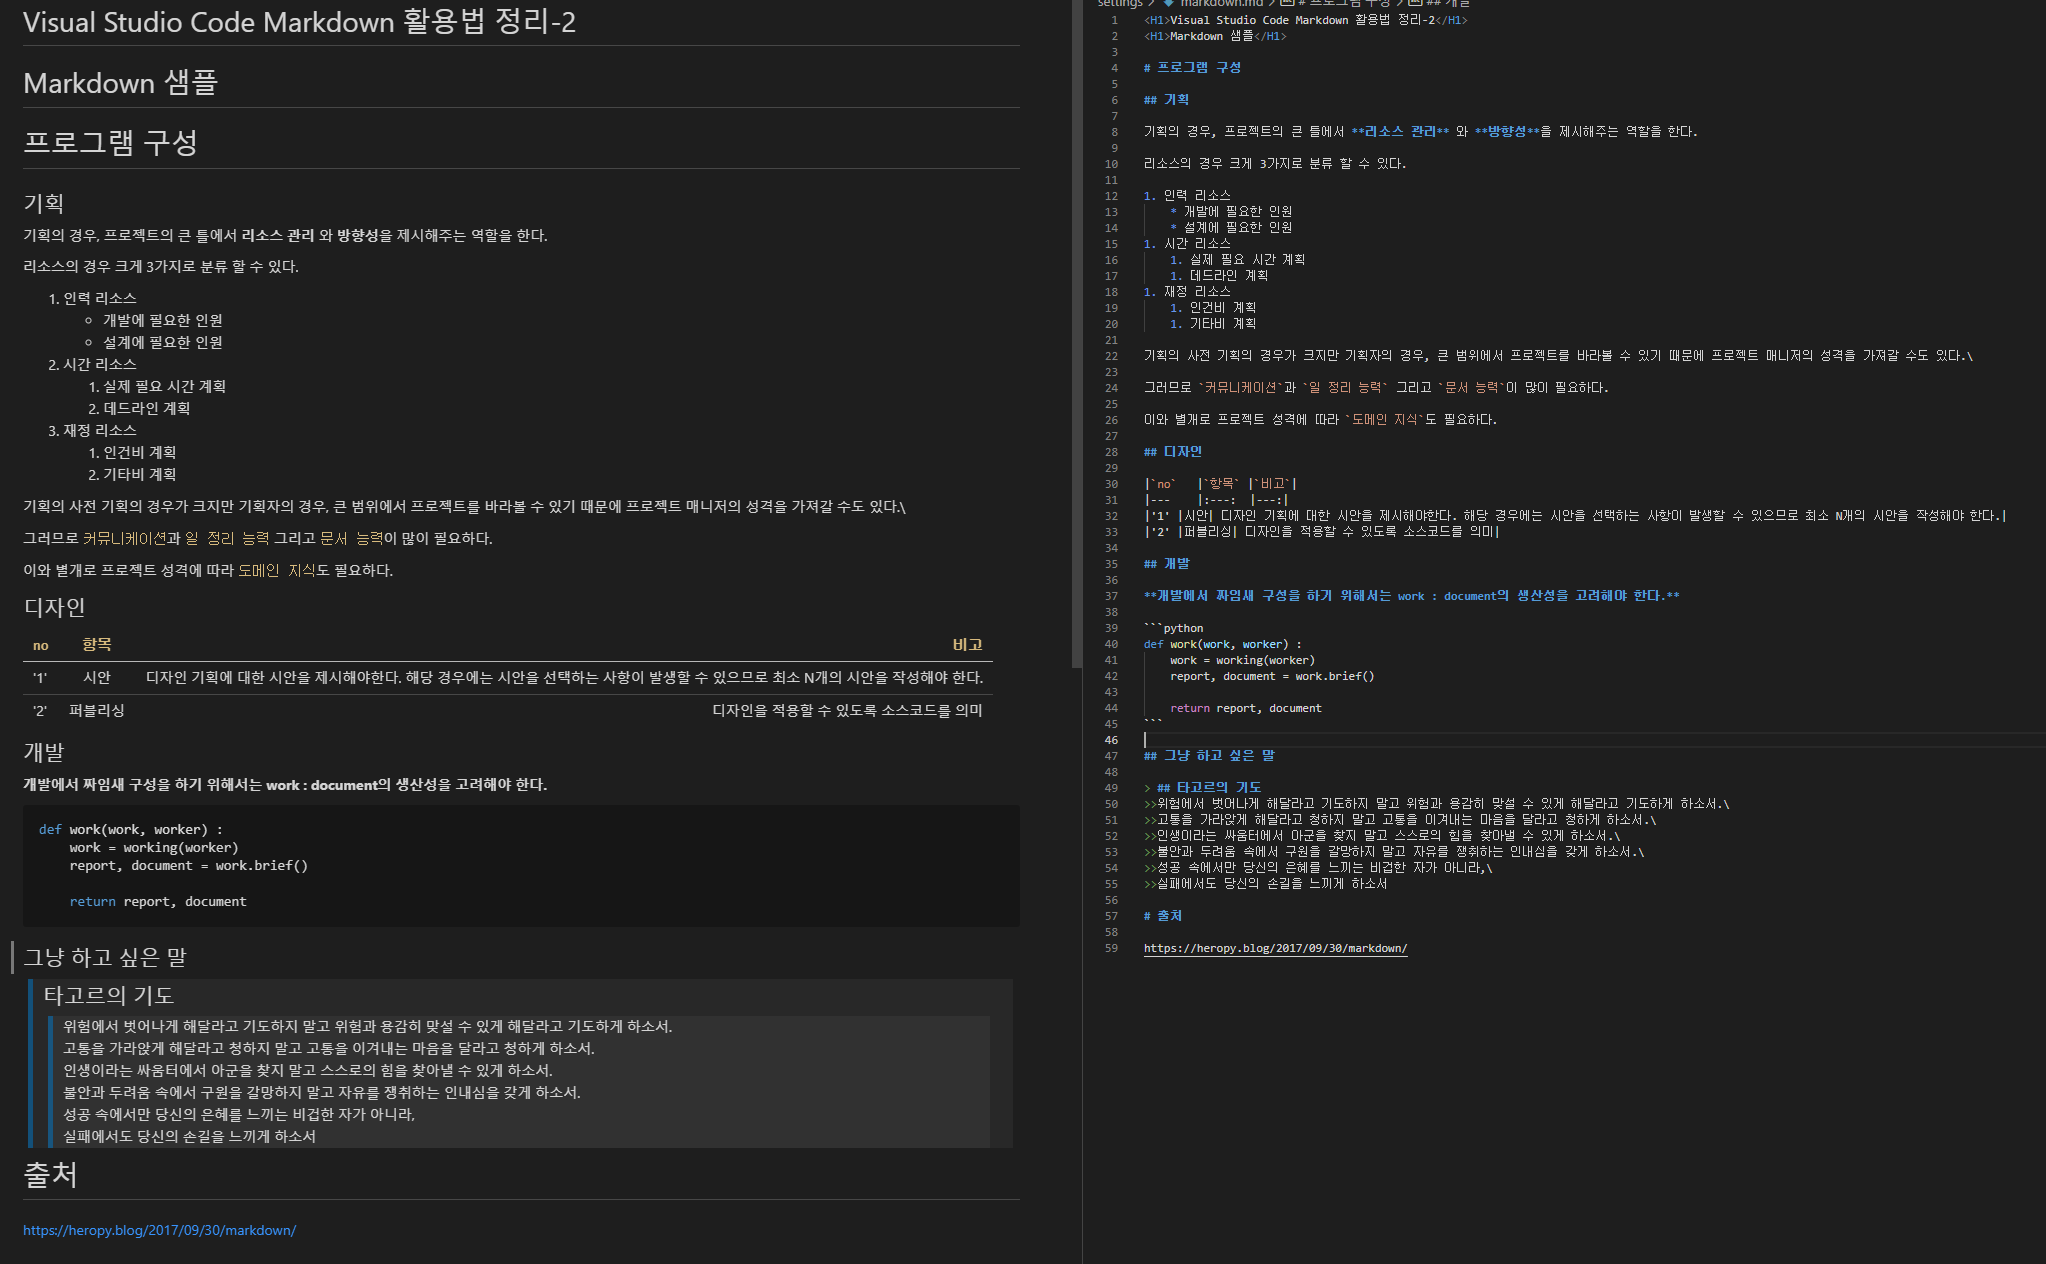 Visual Studio Code Markdown 활용법 정리-2
Markdown 샘플
프로그램 구성
기획
기획의 경우, 프로젝트의 큰 틀에서 리소스 관리 와 방향성을 제시해주는 역할을 한다.
리소스의 경우 크게 3가지로 분류 할 수 있다.
1. 인력 리소스
◦ 개발에 필요한 인원
◦ 설계에 필요한 인원
2. 시간 리소스
1. 실제 필요 시간 계획
2. 데드라인 계획
3. 재정 리소스
1. 인건비 계획
2. 기타비 계획
기획의 사전 기획의 경우가 크지만 기획자의 경우, 큰 범위에서 프로젝트를 바라볼 수 있기 때문에 프로젝트 매니저의 성격을 가져갈 수도 있다.\
그러므로 커뮤니케이션과 일 정리 능력 그리고 문서 능력이 많이 필요하다.
이와 별개로 프로젝트 성격에 따라 도메인 지식도 필요하다.
디자인
no 항목 비고
'1' 시안 디자인 기획에 대한 시안을 제시해야한다. 해당 경우에는 시안을 선택하는 사항이 발생할 수 있으므로 최소 N개의 시안을 작성해야 한다.
'2' 퍼블리싱 디자인을 적용할 수 있도록 소스코드를 의미
개발
개발에서 짜임새 구성을 하기 위해서는 work : document의 생산성을 고려해야 한다.
def work(work, worker) :
work = working(worker)
report, document = work.brief()
return report, document
그냥 하고 싶은 말
타고르의 기도
위험에서 벗어나게 해달라고 기도하지 말고 위험과 용감히 맞설 수 있게 해달라고 기도하게 하소서.
고통을 가라앉게 해달라고 청하지 말고 고통을 이겨내는 마음을 달라고 청하게 하소서.
인생이라는 싸움터에서 아군을 찾지 말고 스스로의 힘을 찾아낼 수 있게 하소서.
불안과 두려움 속에서 구원을 갈망하지 말고 자유를 쟁취하는 인내심을 갖게 하소서.
성공 속에서만 당신의 은혜를 느끼는 비겁한 자가 아니라,
실패에서도 당신의 손길을 느끼게 하소서
출처
https://heropy.blog/2017/09/30/markdown/
settings > markdown.md > # 프로그램 구성 > ## 개발
1 <H1>Visual Studio Code Markdown 활용법 정리-2</H1>
2 <H1>Markdown 샘플</H1>
3
4 # 프로그램 구성
5
6 ## 기획
7
8 기획의 경우, 프로젝트의 큰 틀에서 **리소스 관리** 와 **방향성**을 제시해주는 역할을 한다.
9
10 리소스의 경우 크게 3가지로 분류 할 수 있다.
11
12 1. 인력 리소스
13 * 개발에 필요한 인원
14 * 설계에 필요한 인원
15 1. 시간 리소스
16 1. 실제 필요 시간 계획
17 1. 데드라인 계획
18 1. 재정 리소스
19 1. 인건비 계획
20 1. 기타비 계획
21
22 기획의 사전 기획의 경우가 크지만 기획자의 경우, 큰 범위에서 프로젝트를 바라볼 수 있기 때문에 프로젝트 매니저의 성격을 가져갈 수도 있다.\
23
24 그러므로 `커뮤니케이션`과 `일 정리 능력` 그리고 `문서 능력`이 많이 필요하다.
25
26 이와 별개로 프로젝트 성격에 따라 `도메인 지식`도 필요하다.
27
28 ## 디자인
29
30 |`no` |`항목` |`비고`|
31 |--- |:---: |---:|
32 |'1' |시안| 디자인 기획에 대한 시안을 제시해야한다. 해당 경우에는 시안을 선택하는 사항이 발생할 수 있으므로 최소 N개의 시안을 작성해야 한다.|
33 |'2' |퍼블리싱| 디자인을 적용할 수 있도록 소스코드를 의미|
34
35 ## 개발
36
37 **개발에서 짜임새 구성을 하기 위해서는 work : document의 생산성을 고려해야 한다.**
38
39 ```python
40 def work(work, worker) :
41 work = working(worker)
42 report, document = work.brief()
43
44 return report, document
45 ```
46
47 ## 그냥 하고 싶은 말
48
49 > ## 타고르의 기도
50 >>위험에서 벗어나게 해달라고 기도하지 말고 위험과 용감히 맞설 수 있게 해달라고 기도하게 하소서.\
51 >>고통을 가라앉게 해달라고 청하지 말고 고통을 이겨내는 마음을 달라고 청하게 하소서.\
52 >>인생이라는 싸움터에서 아군을 찾지 말고 스스로의 힘을 찾아낼 수 있게 하소서.\
53 >>불안과 두려움 속에서 구원을 갈망하지 말고 자유를 쟁취하는 인내심을 갖게 하소서.\
54 >>성공 속에서만 당신의 은혜를 느끼는 비겁한 자가 아니라,\
55 >>실패에서도 당신의 손길을 느끼게 하소서
56
57 # 출처
58
59 https://heropy.blog/2017/09/30/markdown/